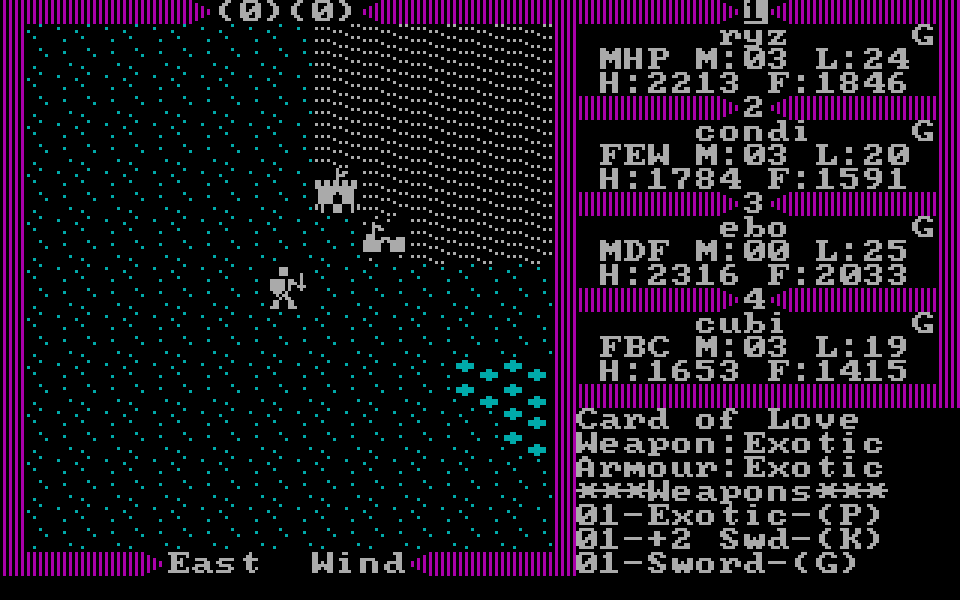 (0)(0)
East Wind
1
ryz G
MHP M:03 L:24
H:2213 F:1846
2
condi G
FEW M:03 L:20
H:1784 F:1591
3
ebo G
MDF M:00 L:25
H:2316 F:2033
4
cubi G
FBC M:03 L:19
H:1653 F:1415
Card of Love
Weapon:Exotic
Armour:Exotic
***Weapons***
01-Exotic-(P)
01-+2 Swd-(K)
01-Sword-(G)